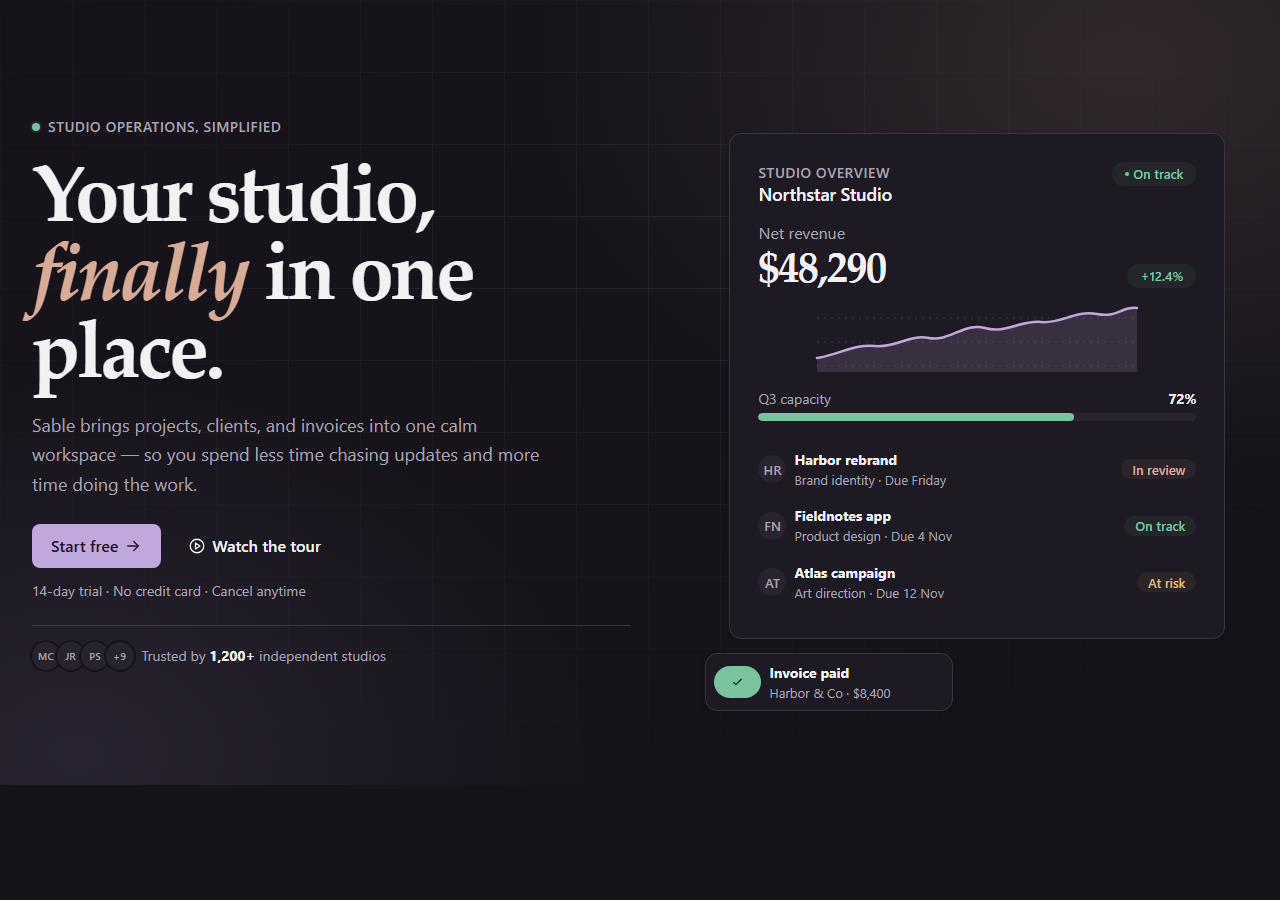 STUDIO OPERATIONS, SIMPLIFIED
Your studio,
finally in one
place.
Sable brings projects, clients, and invoices into one calm
workspace — so you spend less time chasing updates and more
time doing the work.
Start free →
Watch the tour
14-day trial · No credit card · Cancel anytime
MC JR PS +9 Trusted by 1,200+ independent studios
STUDIO OVERVIEW
Northstar Studio
• On track
Net revenue
$48,290
+12.4%
Q3 capacity 72%
HR
Harbor rebrand
Brand identity · Due Friday
In review
FN
Fieldnotes app
Product design · Due 4 Nov
On track
AT
Atlas campaign
Art direction · Due 12 Nov
At risk
Invoice paid
Harbor & Co · $8,400